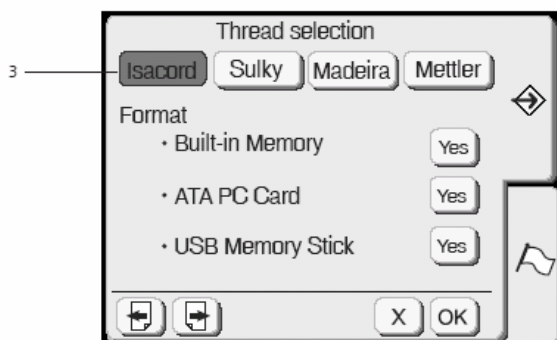 Thread selection
3
Isacord Sulky Madeira Mettler
Format
· Built-in Memory Yes
· ATA PC Card Yes
· USB Memory Stick Yes
X OK